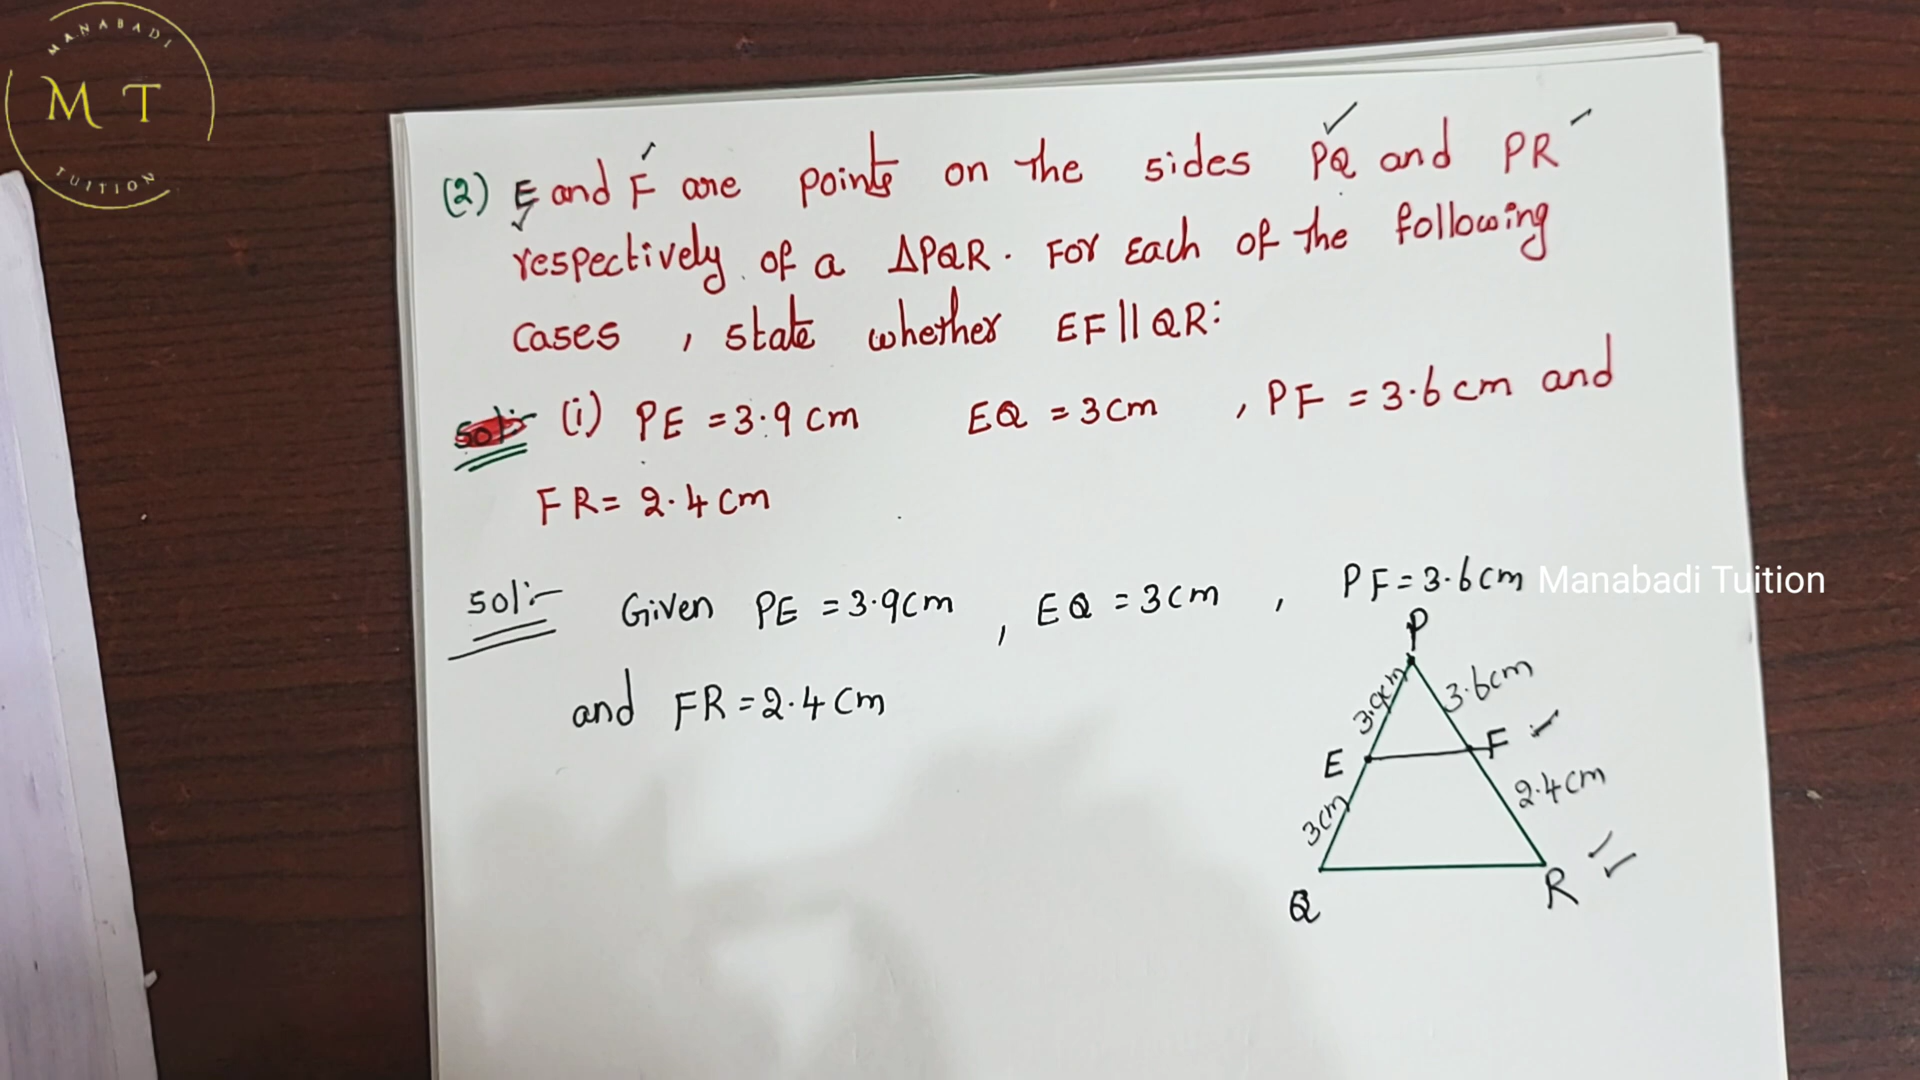 MANABADI
M T
TUITION
(2) E and F are points on the sides PQ and PR
respectively of a ΔPQR. For Each of the following
cases , state whether EF||QR:
sol:- (i) PE = 3.9 cm EQ = 3cm , PF = 3.6 cm and
FR = 2.4 cm
Manabadi Tuition
Sol:- Given PE = 3.9cm , EQ = 3cm , PF = 3.6cm
and FR = 2.4 cm
P
3.9cm 3.6cm
E F
3cm 2.4cm
Q R